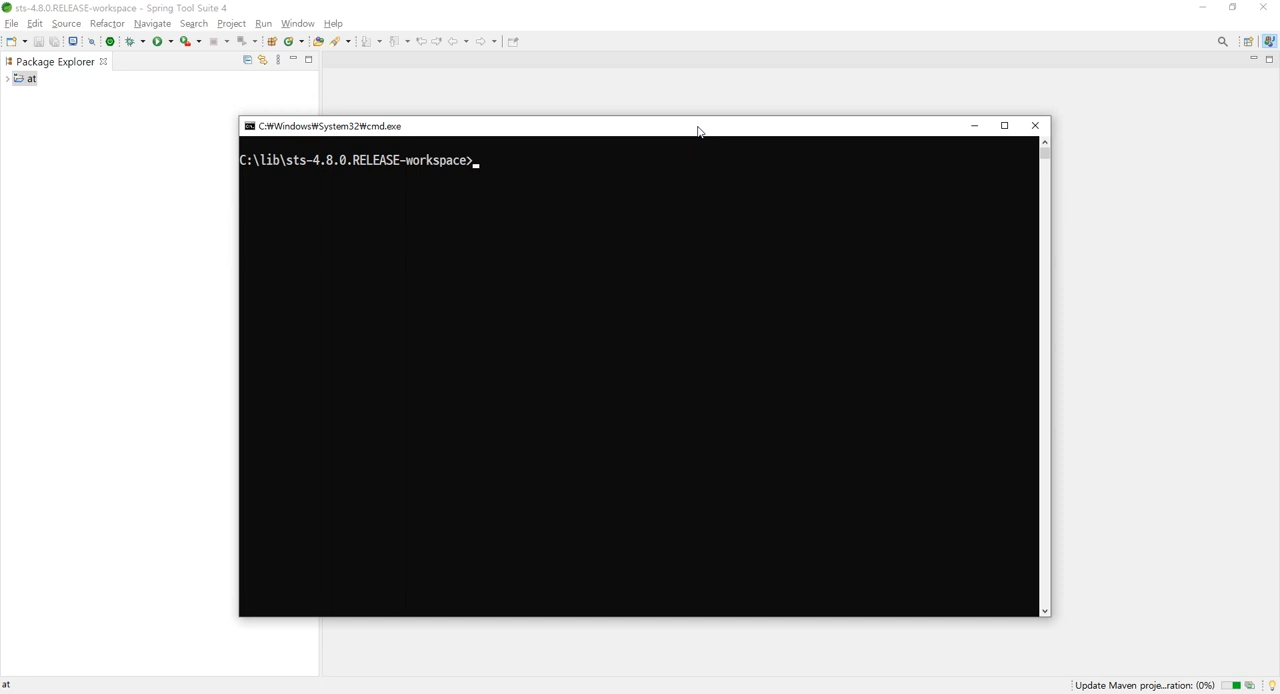 sts-4.8.0.RELEASE-workspace - Spring Tool Suite 4
File Edit Source Refactor Navigate Search Project Run Window Help
Package Explorer
at
C:₩Windows₩System32₩cmd.exe
C:\lib\sts-4.8.0.RELEASE-workspace>
at
Update Maven proje...ration: (0%)